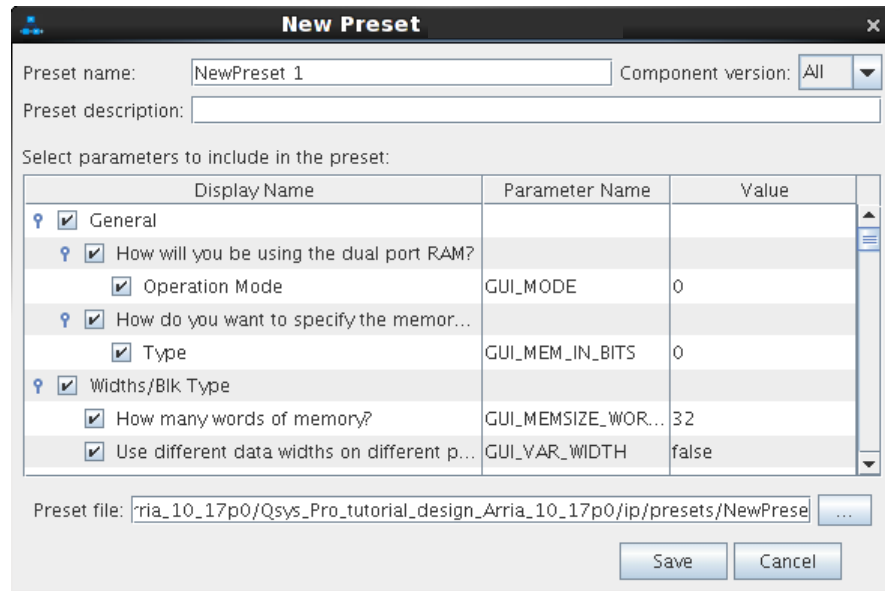 New Preset
Preset name: NewPreset 1 Component version: All
Preset description:
Select parameters to include in the preset:
Display Name Parameter Name Value
General
How will you be using the dual port RAM?
Operation Mode GUI_MODE 0
How do you want to specify the memor...
Type GUI_MEM_IN_BITS 0
Widths/Blk Type
How many words of memory? GUI_MEMSIZE_WOR... 32
Use different data widths on different p... GUI_VAR_WIDTH false
Preset file: rria_10_17p0/Qsys_Pro_tutorial_design_Arria_10_17p0/ip/presets/NewPrese ...
Save Cancel